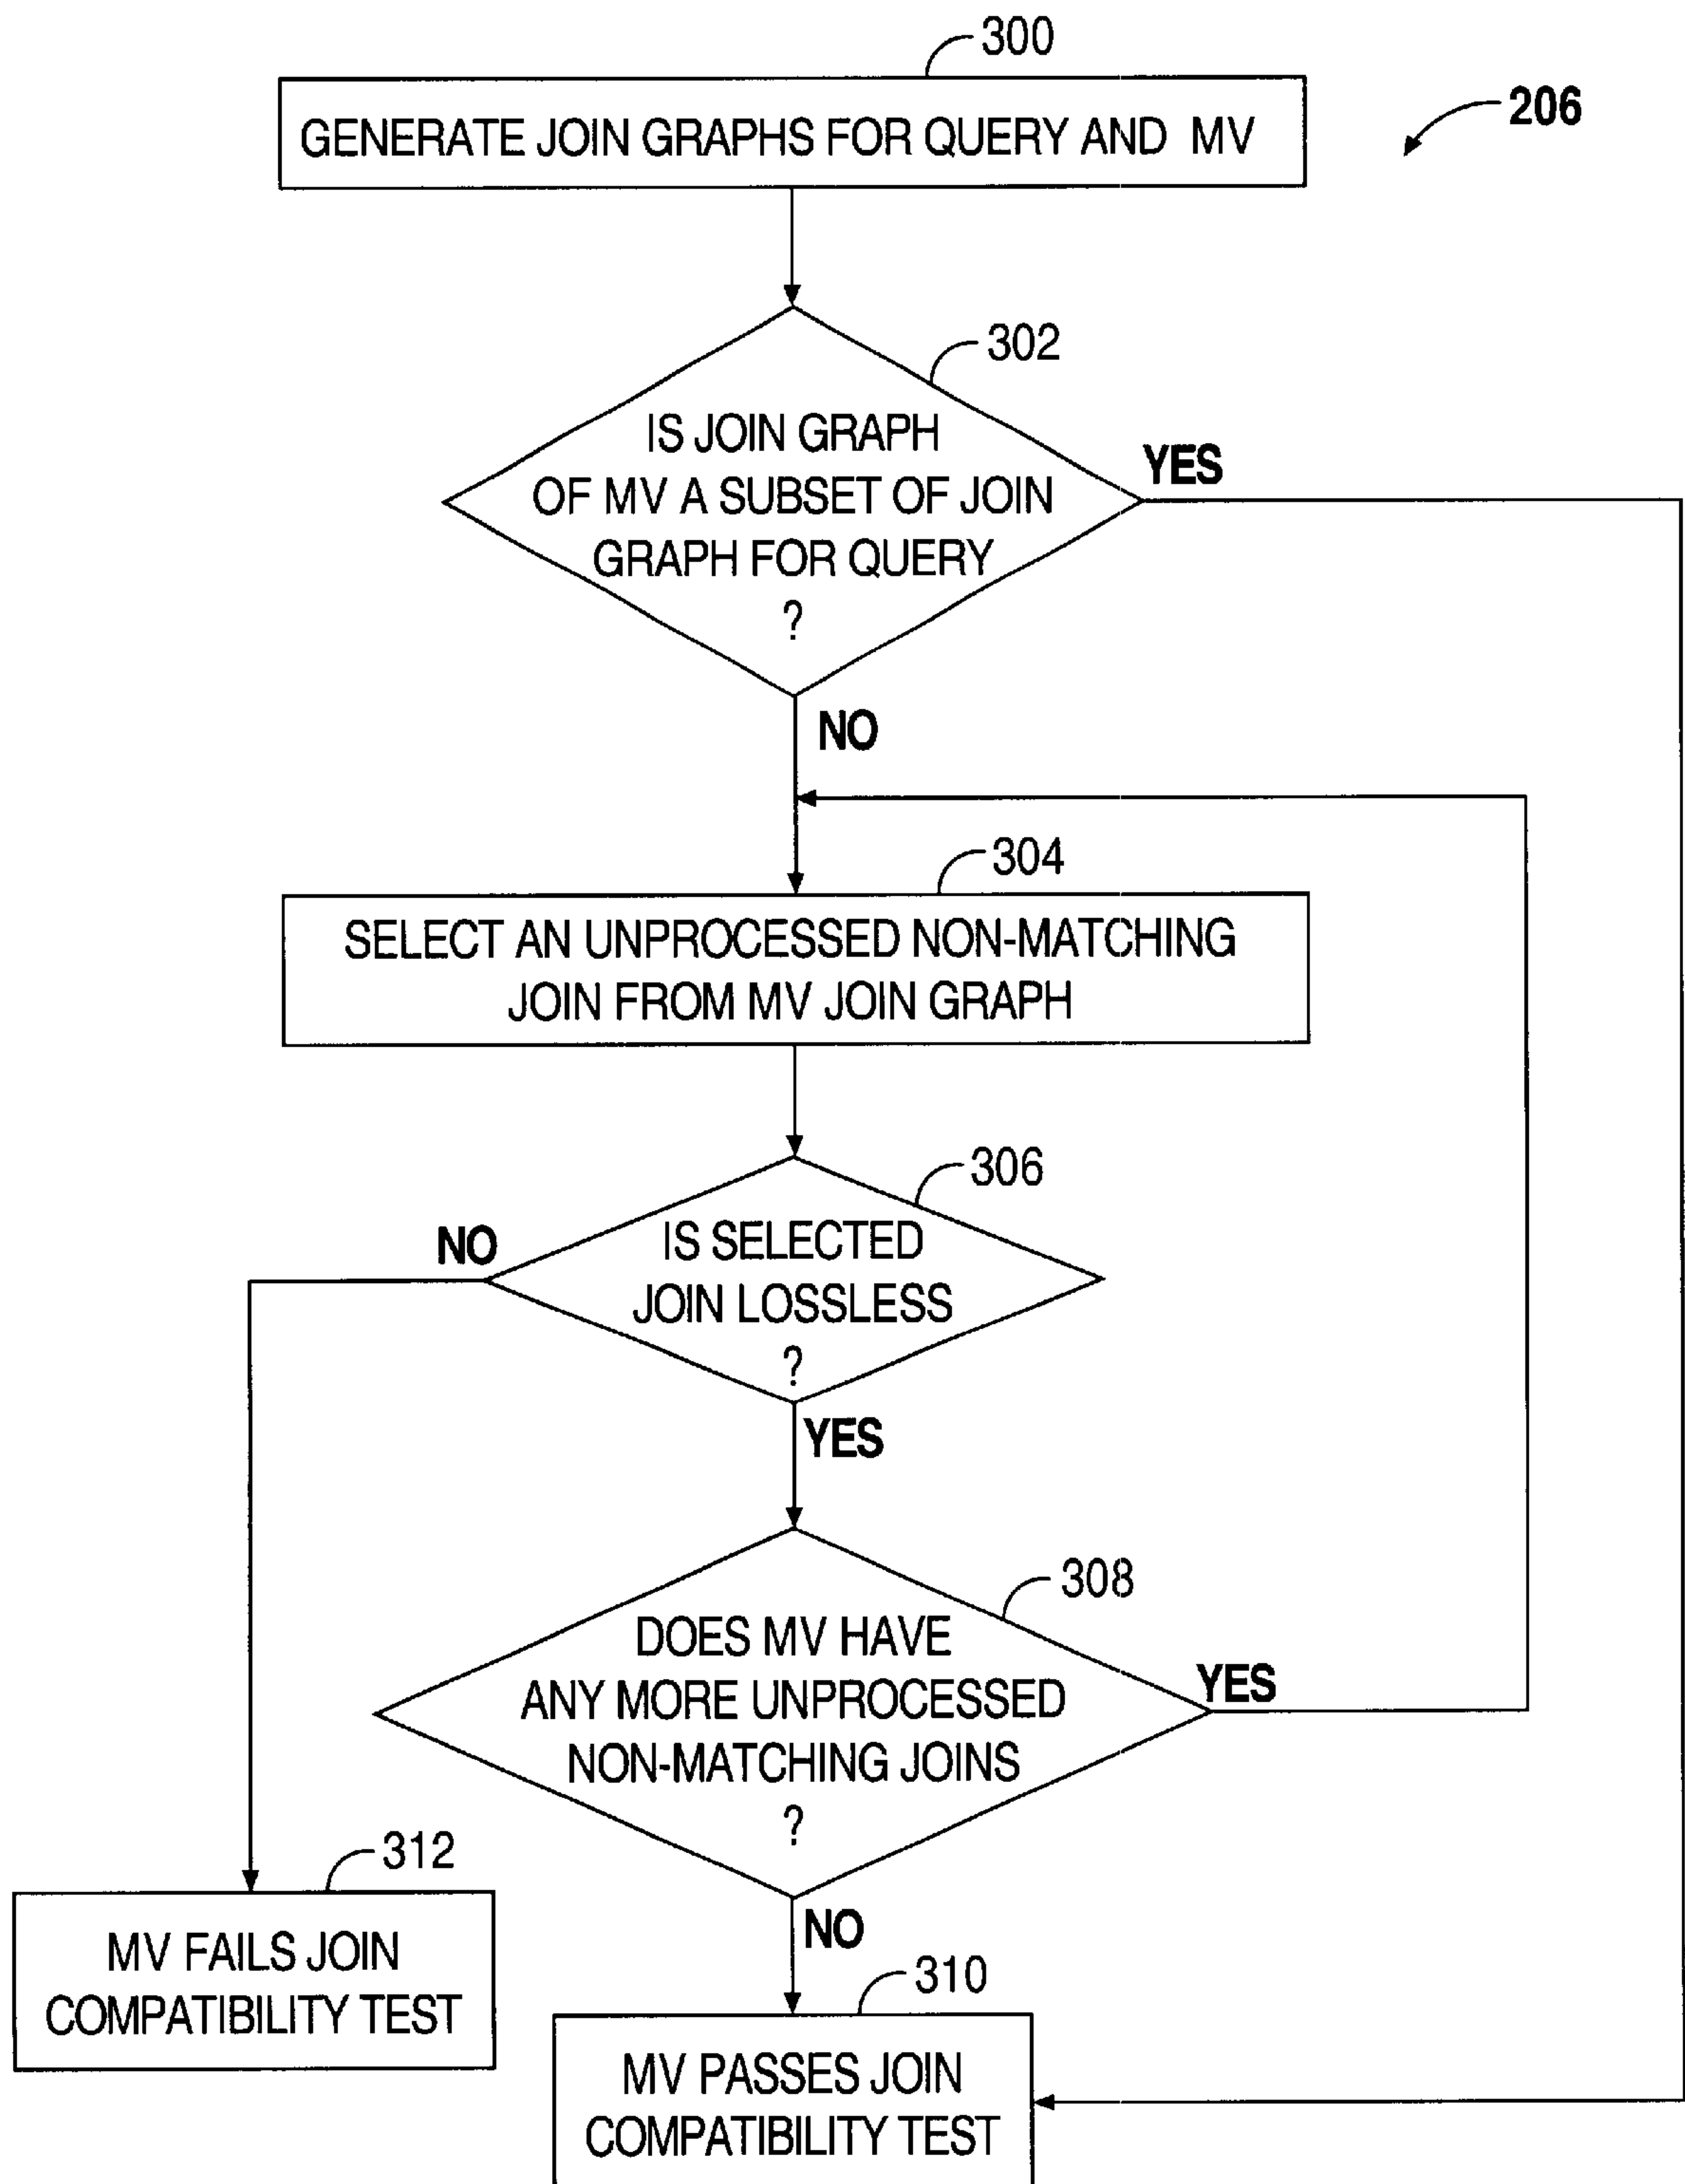 300
GENERATE JOIN GRAPHS FOR QUERY AND MV
206
302
IS JOIN GRAPH
OF MV A SUBSET OF JOIN
GRAPH FOR QUERY
?
YES
NO
304
SELECT AN UNPROCESSED NON-MATCHING
JOIN FROM MV JOIN GRAPH
306
NO
IS SELECTED
JOIN LOSSLESS
?
YES
308
DOES MV HAVE
ANY MORE UNPROCESSED
NON-MATCHING JOINS
?
YES
312
MV FAILS JOIN
COMPATIBILITY TEST
NO
310
MV PASSES JOIN
COMPATIBILITY TEST